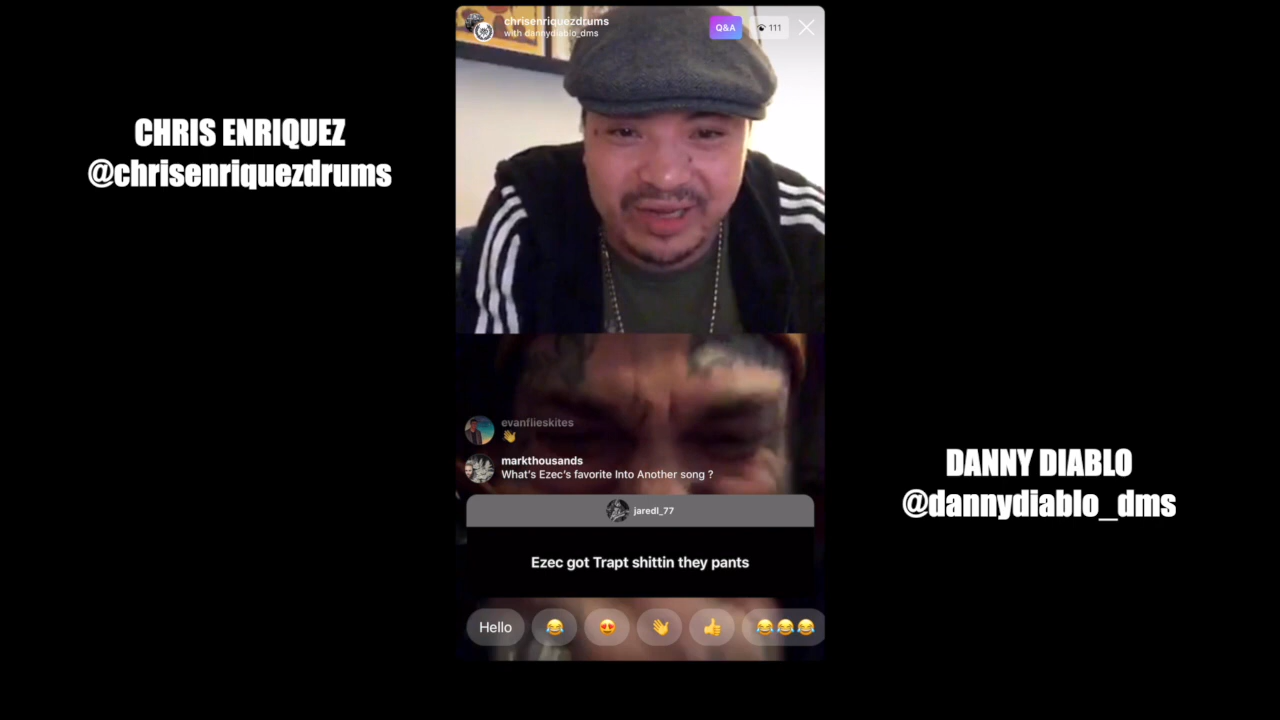 chrisenriquezdrums
with dannydiablo_dms
Q&A
111
CHRIS ENRIQUEZ
@chrisenriquezdrums
evanflieskites
👋
markthousands
What's Ezec's favorite Into Another song ?
jaredl_77
Ezec got Trapt shittin they pants
DANNY DIABLO
@dannydiablo_dms
Hello 😂 😍 👋 👍 😂😂😂